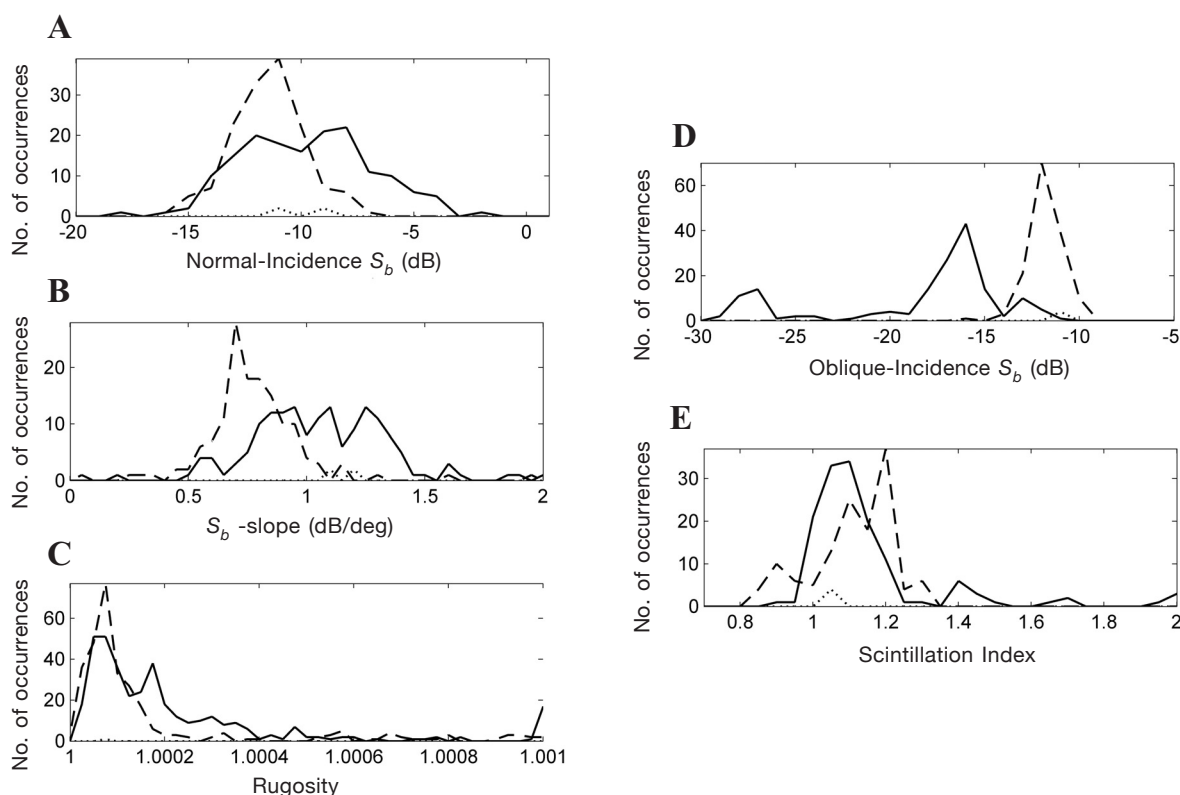 A
No. of occurrences
30
20
10
0
-20 -15 -10 -5 0
Normal-Incidence Sb (dB)
B
No. of occurrences
20
10
0
0 0.5 1 1.5 2
Sb -slope (dB/deg)
C
No. of occurrences
60
40
20
0
1 1.0002 1.0004 1.0006 1.0008 1.001
Rugosity
D
No. of occurrences
60
40
20
0
-30 -25 -20 -15 -10 -5
Oblique-Incidence Sb (dB)
E
No. of occurrences
30
20
10
0
0.8 1 1.2 1.4 1.6 1.8 2
Scintillation Index